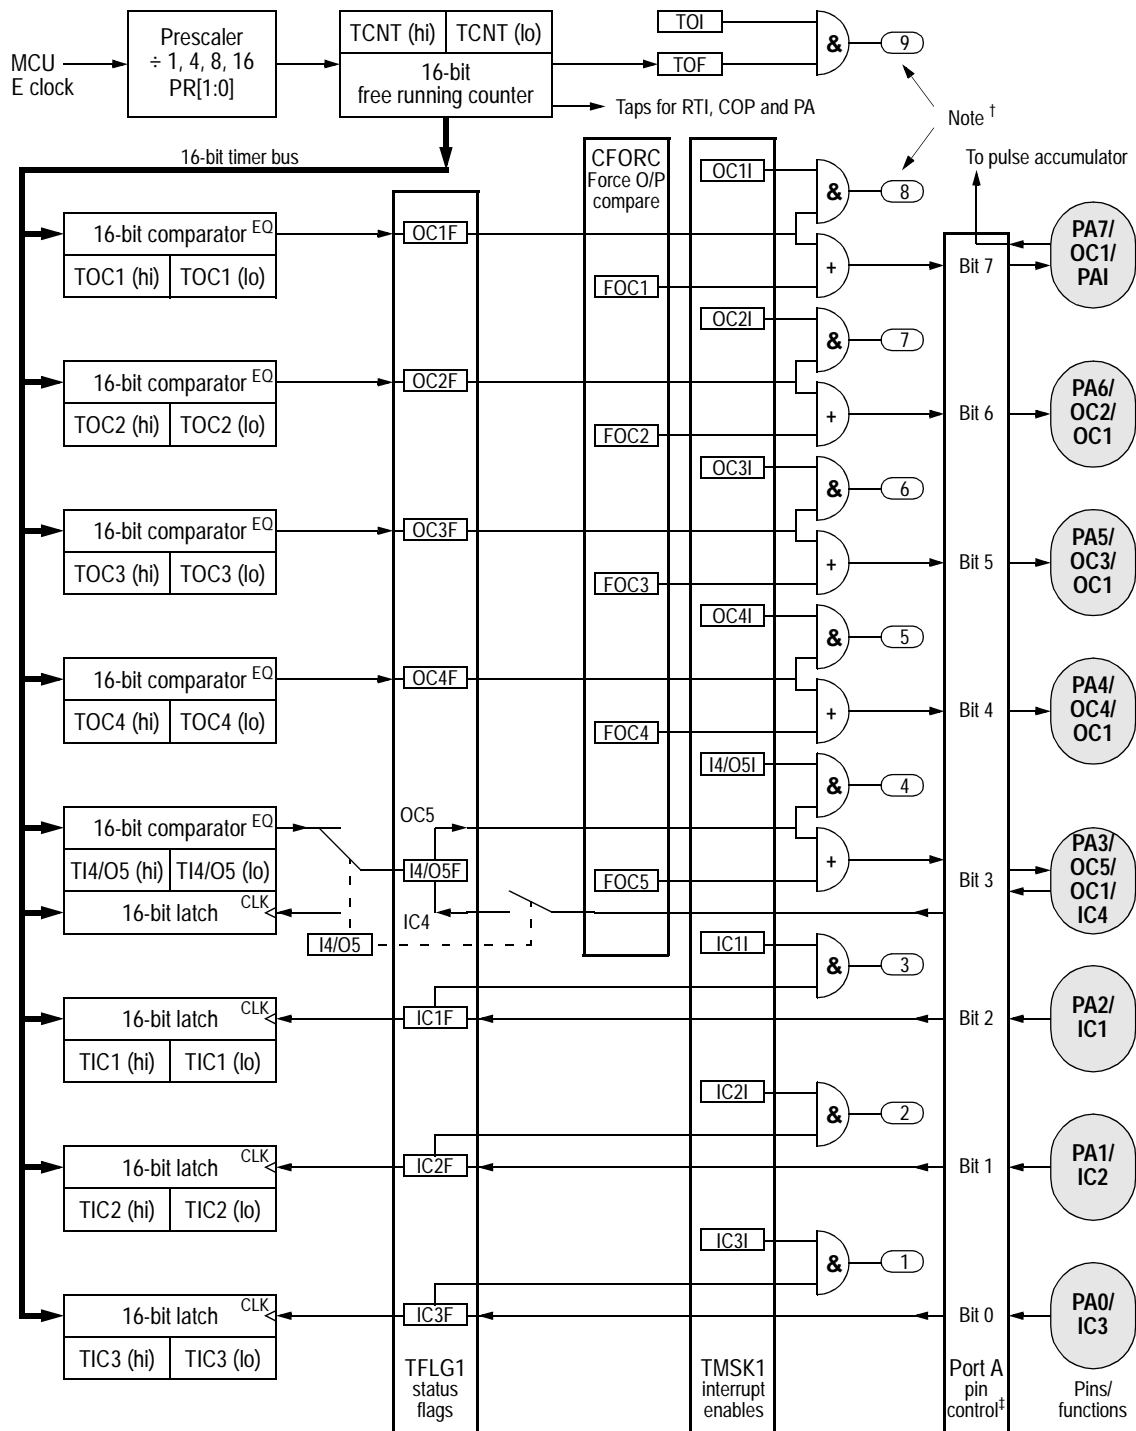 MCU
E clock
Prescaler
÷ 1, 4, 8, 16
PR[1:0]
TCNT (hi) TCNT (lo)
16-bit
free running counter
TOI
TOF
&
9
Taps for RTI, COP and PA
Note †
16-bit timer bus
CFORC
Force O/P
compare
To pulse accumulator
OC1I
&
8
16-bit comparator EQ
TOC1 (hi) TOC1 (lo)
OC1F
FOC1
+
Bit 7
PA7/
OC1/
PAI
OC2I
&
7
16-bit comparator EQ
TOC2 (hi) TOC2 (lo)
OC2F
FOC2
+
Bit 6
PA6/
OC2/
OC1
OC3I
&
6
16-bit comparator EQ
TOC3 (hi) TOC3 (lo)
OC3F
FOC3
+
Bit 5
PA5/
OC3/
OC1
OC4I
&
5
16-bit comparator EQ
TOC4 (hi) TOC4 (lo)
OC4F
FOC4
+
Bit 4
PA4/
OC4/
OC1
I4/O5I
&
4
16-bit comparator EQ
TI4/O5 (hi) TI4/O5 (lo)
16-bit latch CLK
OC5
I4/O5F
IC4
I4/O5
FOC5
+
Bit 3
PA3/
OC5/
OC1/
IC4
IC1I
&
3
16-bit latch CLK
TIC1 (hi) TIC1 (lo)
IC1F
Bit 2
PA2/
IC1
IC2I
&
2
16-bit latch CLK
TIC2 (hi) TIC2 (lo)
IC2F
Bit 1
PA1/
IC2
IC3I
&
1
16-bit latch CLK
TIC3 (hi) TIC3 (lo)
IC3F
Bit 0
PA0/
IC3
TFLG1
status
flags
TMSK1
interrupt
enables
Port A
pin
control‡
Pins/
functions